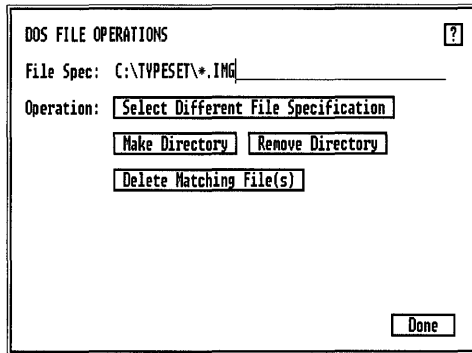 DOS FILE OPERATIONS ?
File Spec: C:\TYPESET\*.IMG
Operation: Select Different File Specification
Make Directory Remove Directory
Delete Matching File(s)
Done